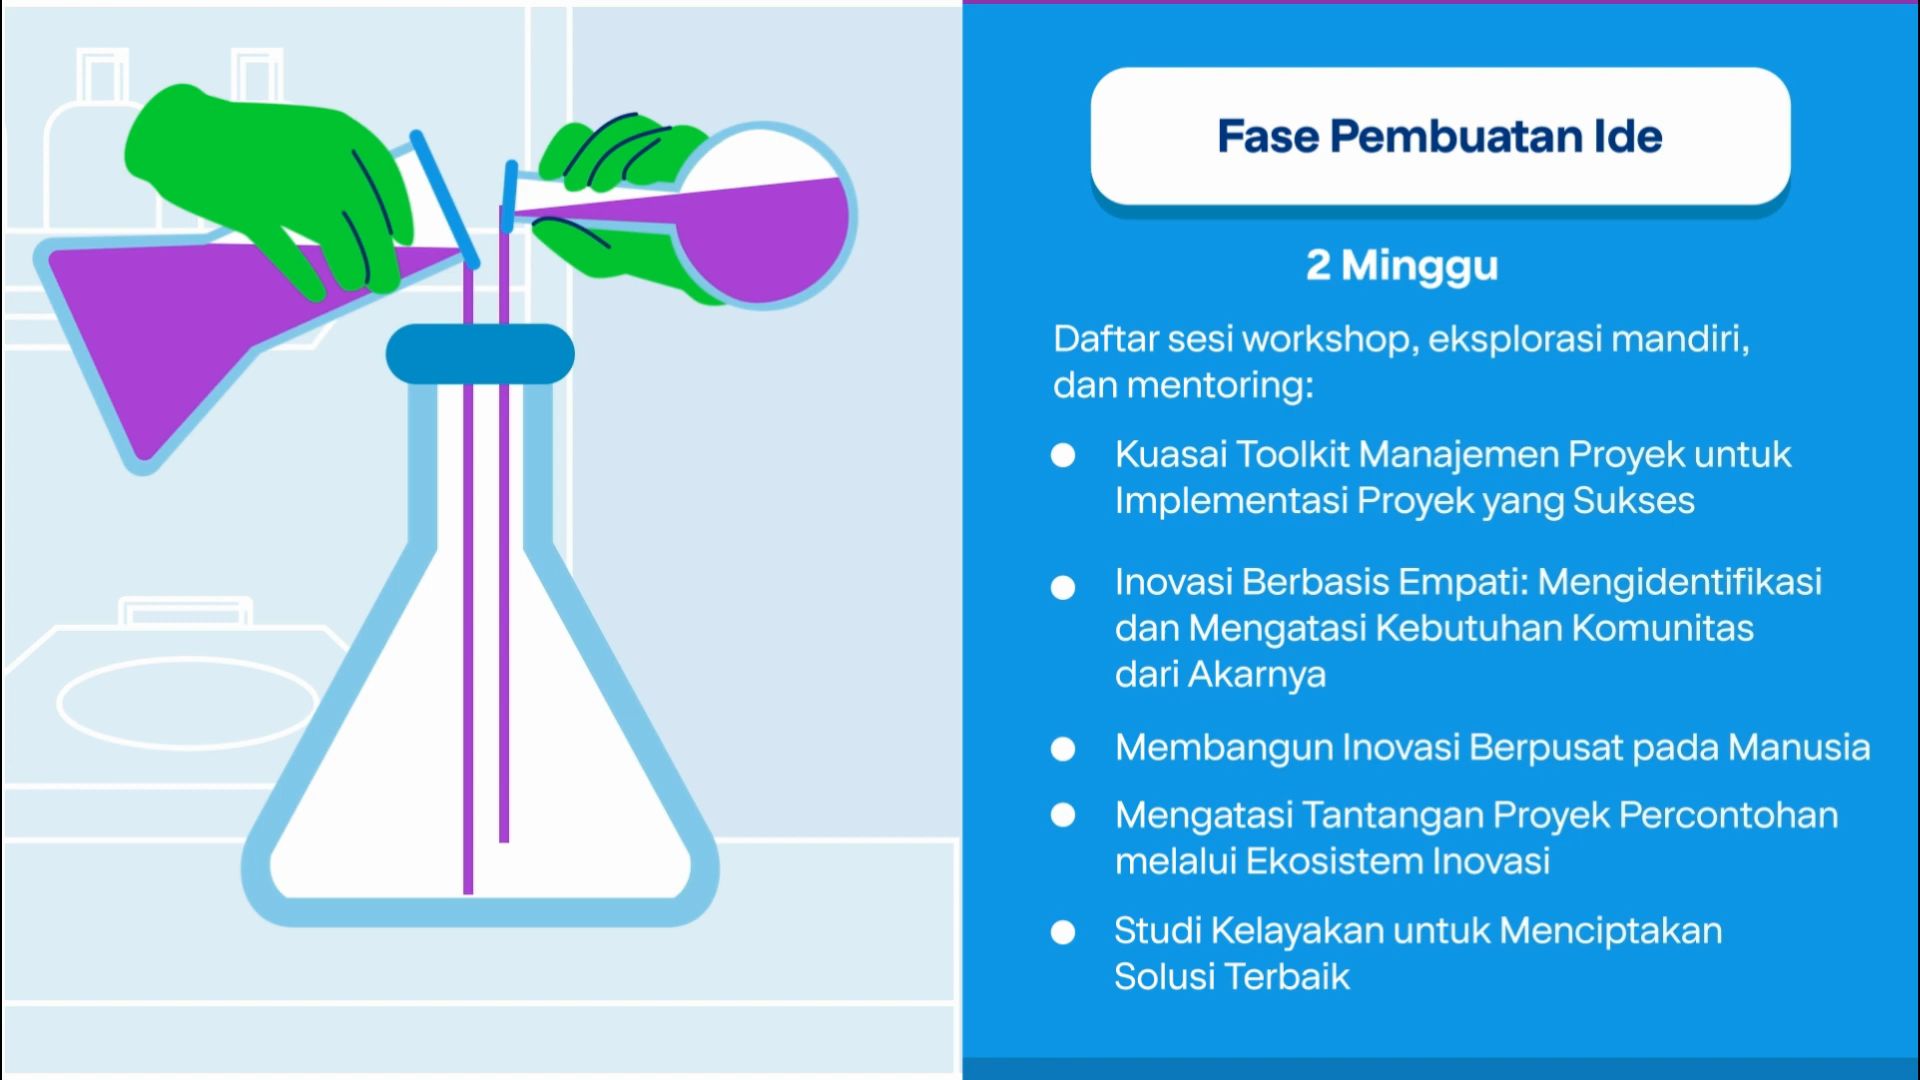 Fase Pembuatan Ide
2 Minggu
Daftar sesi workshop, eksplorasi mandiri,
dan mentoring:
● Kuasai Toolkit Manajemen Proyek untuk
Implementasi Proyek yang Sukses
● Inovasi Berbasis Empati: Mengidentifikasi
dan Mengatasi Kebutuhan Komunitas
dari Akarnya
● Membangun Inovasi Berpusat pada Manusia
● Mengatasi Tantangan Proyek Percontohan
melalui Ekosistem Inovasi
● Studi Kelayakan untuk Menciptakan
Solusi Terbaik